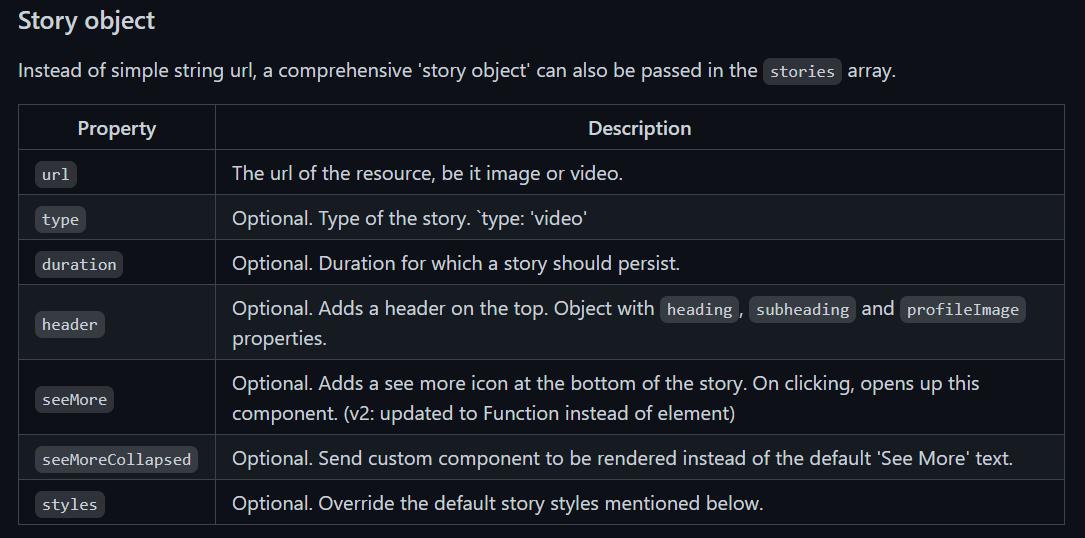 Story object
Instead of simple string url, a comprehensive 'story object' can also be passed in the stories array.
Property Description
url The url of the resource, be it image or video.
type Optional. Type of the story. `type: 'video'
duration Optional. Duration for which a story should persist.
header Optional. Adds a header on the top. Object with heading, subheading and profileImage
properties.
seeMore Optional. Adds a see more icon at the bottom of the story. On clicking, opens up this
component. (v2: updated to Function instead of element)
seeMoreCollapsed Optional. Send custom component to be rendered instead of the default 'See More' text.
styles Optional. Override the default story styles mentioned below.